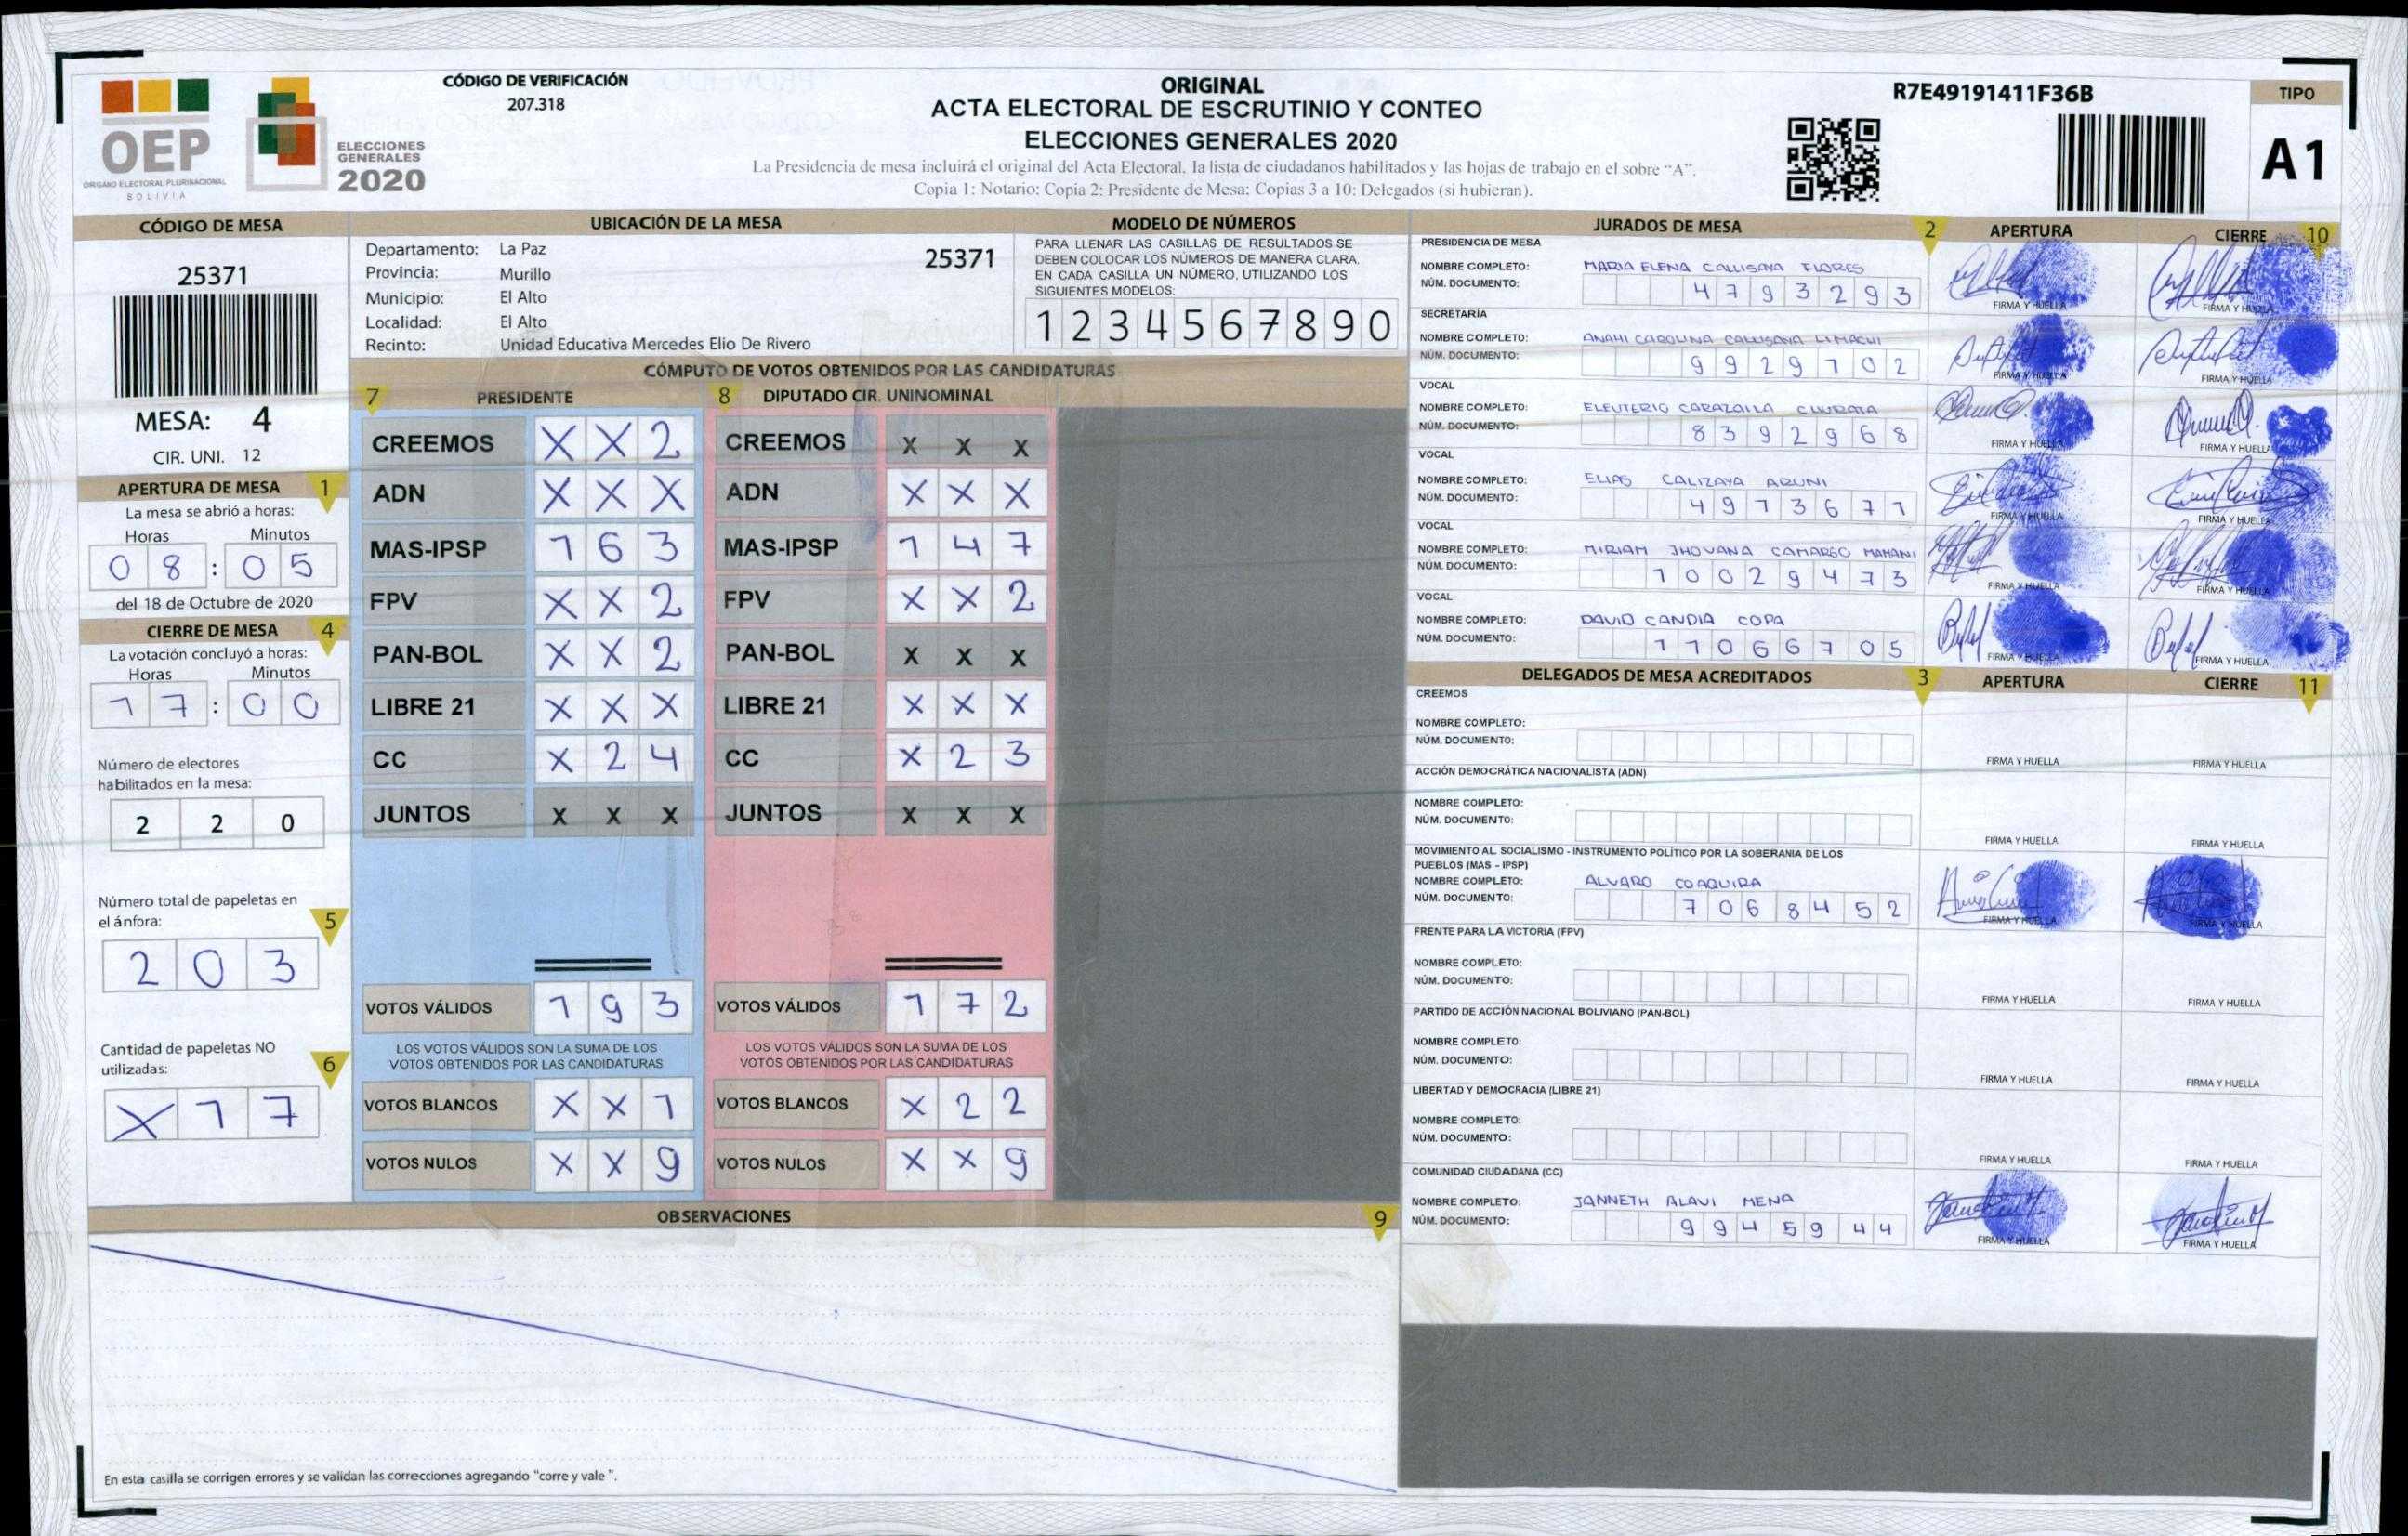 OEP
ÓRGANO ELECTORAL PLURINACIONAL
BOLIVIA
ELECCIONES
GENERALES
2020
CÓDIGO DE VERIFICACIÓN
207.318
ORIGINAL
ACTA ELECTORAL DE ESCRUTINIO Y CONTEO
ELECCIONES GENERALES 2020
La Presidencia de mesa incluirá el original del Acta Electoral, la lista de ciudadanos habilitados y las hojas de trabajo en el sobre "A".
Copia 1: Notario; Copia 2: Presidente de Mesa; Copias 3 a 10: Delegados (si hubieran).
R7E49191411F36B
TIPO
A1
CÓDIGO DE MESA
25371
MESA: 4
CIR. UNI. 12
APERTURA DE MESA 1
La mesa se abrió a horas:
Horas Minutos
0 8 : 0 5
del 18 de Octubre de 2020
CIERRE DE MESA 4
La votación concluyó a horas:
Horas Minutos
1 7 : 0 0
Número de electores
habilitados en la mesa:
2 2 0
Número total de papeletas en
el ánfora: 5
2 0 3
Cantidad de papeletas NO
utilizadas: 6
X 1 7
UBICACIÓN DE LA MESA
Departamento: La Paz 25371
Provincia: Murillo
Municipio: El Alto
Localidad: El Alto
Recinto: Unidad Educativa Mercedes Elio De Rivero
MODELO DE NÚMEROS
PARA LLENAR LAS CASILLAS DE RESULTADOS SE
DEBEN COLOCAR LOS NÚMEROS DE MANERA CLARA.
EN CADA CASILLA UN NÚMERO, UTILIZANDO LOS
SIGUIENTES MODELOS:
1 2 3 4 5 6 7 8 9 0
CÓMPUTO DE VOTOS OBTENIDOS POR LAS CANDIDATURAS
7 PRESIDENTE 8 DIPUTADO CIR. UNINOMINAL
CREEMOS X X 2 CREEMOS X X X
ADN X X X ADN X X X
MAS-IPSP 1 6 3 MAS-IPSP 1 4 7
FPV X X 2 FPV X X 2
PAN-BOL X X 2 PAN-BOL X X X
LIBRE 21 X X X LIBRE 21 X X X
CC X 2 4 CC X 2 3
JUNTOS X X X JUNTOS X X X
VOTOS VÁLIDOS 1 9 3 VOTOS VÁLIDOS 1 7 2
LOS VOTOS VÁLIDOS SON LA SUMA DE LOS LOS VOTOS VÁLIDOS SON LA SUMA DE LOS
VOTOS OBTENIDOS POR LAS CANDIDATURAS VOTOS OBTENIDOS POR LAS CANDIDATURAS
VOTOS BLANCOS X X 1 VOTOS BLANCOS X 2 2
VOTOS NULOS X X 9 VOTOS NULOS X X 9
OBSERVACIONES 9
En esta casilla se corrigen errores y se validan las correcciones agregando "corre y vale ".
JURADOS DE MESA 2 APERTURA CIERRE 10
PRESIDENCIA DE MESA
NOMBRE COMPLETO: MARIA ELENA CALLISAYA FLORES
NÚM. DOCUMENTO: 4 7 9 3 2 9 3
FIRMA Y HUELLA FIRMA Y HUELLA
SECRETARÍA
NOMBRE COMPLETO: ANAHI CAROLINA CALLISAYA LIMACHI
NÚM. DOCUMENTO: 9 9 2 9 7 0 2
FIRMA Y HUELLA FIRMA Y HUELLA
VOCAL
NOMBRE COMPLETO: ELEUTERIO CARAZAILA CHURATA
NÚM. DOCUMENTO: 8 3 9 2 9 6 8
FIRMA Y HUELLA FIRMA Y HUELLA
VOCAL
NOMBRE COMPLETO: ELIAS CALIZAYA ARUNI
NÚM. DOCUMENTO: 4 9 7 3 6 7 1
FIRMA Y HUELLA FIRMA Y HUELLA
VOCAL
NOMBRE COMPLETO: MIRIAM JHOVANA CAMARGO MAMANI
NÚM. DOCUMENTO: 1 0 0 2 9 4 7 3
FIRMA Y HUELLA FIRMA Y HUELLA
VOCAL
NOMBRE COMPLETO: DAVID CANDIA COPA
NÚM. DOCUMENTO: 1 1 0 6 6 7 0 5
FIRMA Y HUELLA FIRMA Y HUELLA
DELEGADOS DE MESA ACREDITADOS 3 APERTURA CIERRE 11
CREEMOS
NOMBRE COMPLETO:
NÚM. DOCUMENTO:
FIRMA Y HUELLA FIRMA Y HUELLA
ACCIÓN DEMOCRÁTICA NACIONALISTA (ADN)
NOMBRE COMPLETO:
NÚM. DOCUMENTO:
FIRMA Y HUELLA FIRMA Y HUELLA
MOVIMIENTO AL SOCIALISMO - INSTRUMENTO POLÍTICO POR LA SOBERANIA DE LOS
PUEBLOS (MAS - IPSP)
NOMBRE COMPLETO: ALVARO COAQUIRA
NÚM. DOCUMENTO: 7 0 6 8 4 5 2
FIRMA Y HUELLA FIRMA Y HUELLA
FRENTE PARA LA VICTORIA (FPV)
NOMBRE COMPLETO:
NÚM. DOCUMENTO:
FIRMA Y HUELLA FIRMA Y HUELLA
PARTIDO DE ACCIÓN NACIONAL BOLIVIANO (PAN-BOL)
NOMBRE COMPLETO:
NÚM. DOCUMENTO:
FIRMA Y HUELLA FIRMA Y HUELLA
LIBERTAD Y DEMOCRACIA (LIBRE 21)
NOMBRE COMPLETO:
NÚM. DOCUMENTO:
FIRMA Y HUELLA FIRMA Y HUELLA
COMUNIDAD CIUDADANA (CC)
NOMBRE COMPLETO: JANNETH ALAVI MENA
NÚM. DOCUMENTO: 9 9 4 5 9 4 4
FIRMA Y HUELLA FIRMA Y HUELLA